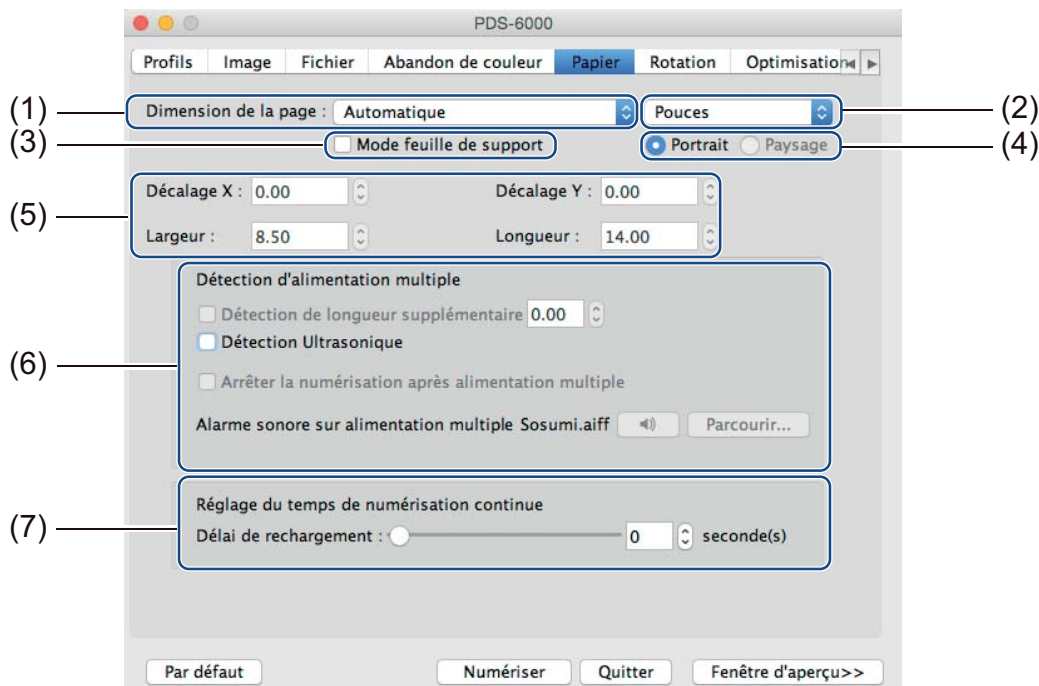 PDS-6000
Profils Image Fichier Abandon de couleur Papier Rotation Optimisation
(1) Dimension de la page : Automatique Pouces (2)
(3) Mode feuille de support Portrait Paysage (4)
(5) Décalage X : 0.00 Décalage Y : 0.00
Largeur : 8.50 Longueur : 14.00
Détection d'alimentation multiple
Détection de longueur supplémentaire 0.00
Détection Ultrasonique
(6) Arrêter la numérisation après alimentation multiple
Alarme sonore sur alimentation multiple Sosumi.aiff Parcourir...
Réglage du temps de numérisation continue
(7) Délai de rechargement : 0 seconde(s)
Par défaut Numériser Quitter Fenêtre d'aperçu>>